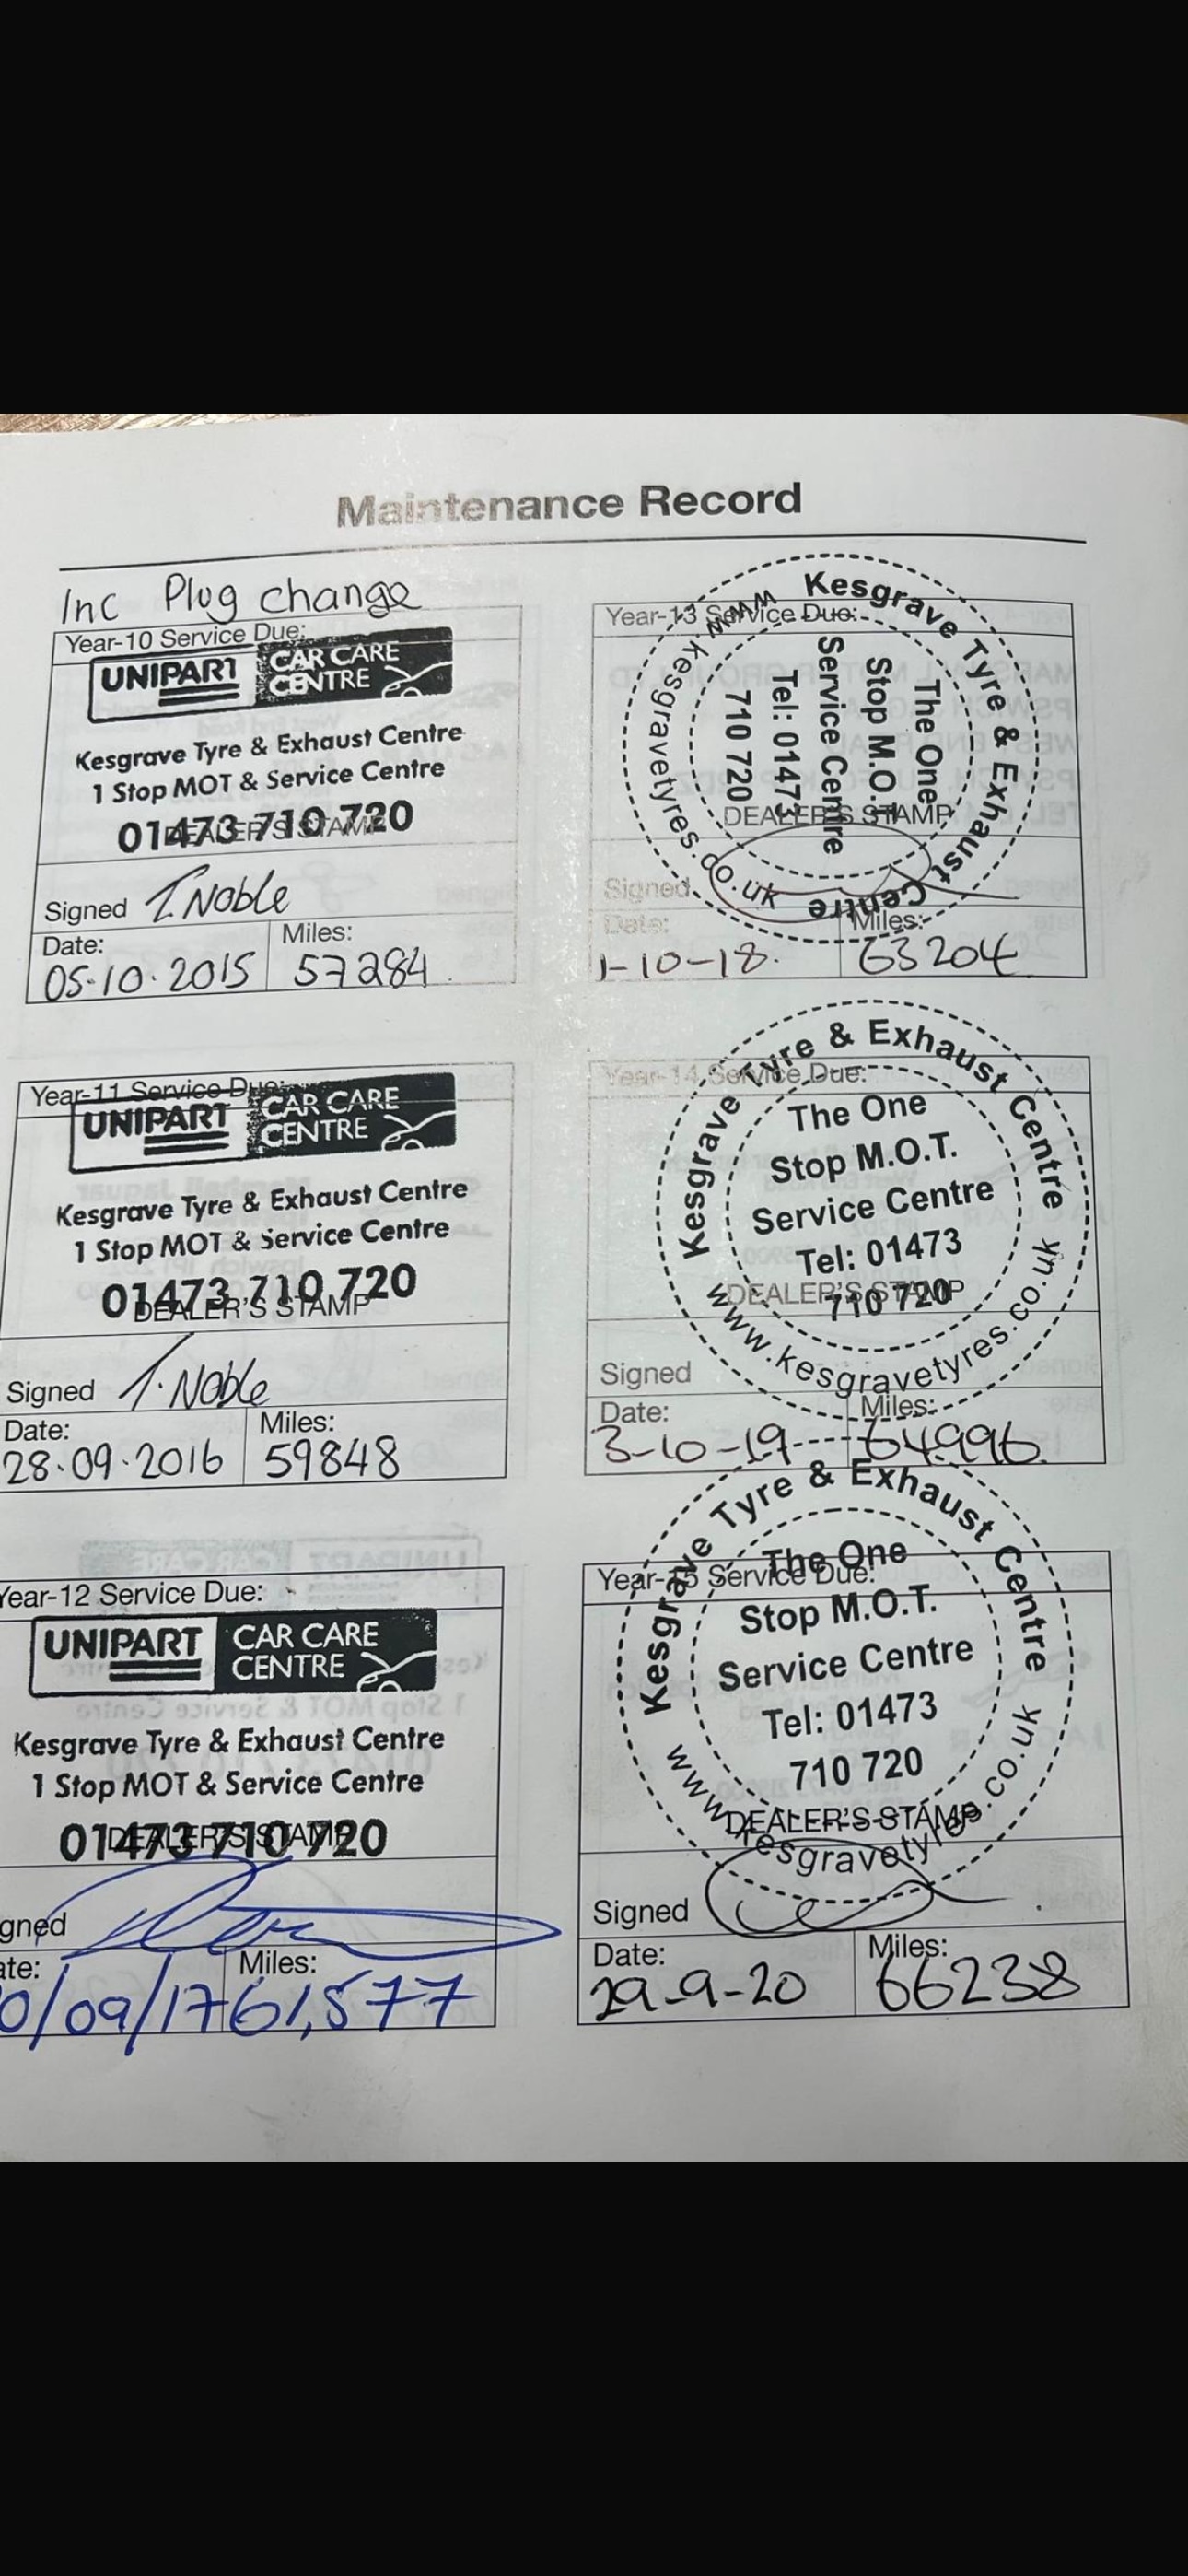 Maintenance Record
Inc Plug change
Year-10 Service Due:
UNIPART CAR CARE
CENTRE
Kesgrave Tyre & Exhaust Centre
1 Stop MOT & Service Centre
01473 710 720
DEALER'S STAMP
Signed T. Noble
Date: Miles:
05.10.2015 57284
Year-11 Service Due:
UNIPART CAR CARE
CENTRE
Kesgrave Tyre & Exhaust Centre
1 Stop MOT & Service Centre
01473 710 720
DEALER'S STAMP
Signed T. Noble
Date: Miles:
28.09.2016 59848
Year-12 Service Due:
UNIPART CAR CARE
CENTRE
Kesgrave Tyre & Exhaust Centre
1 Stop MOT & Service Centre
01473 710 720
DEALER'S STAMP
gned
ate: Miles:
0/09/17 61,577
Year-13 Service Due:
Kesgrave Tyre & Exhaust Centre
www.kesgravetyres.co.uk
The One
Stop M.O.T.
Service Centre
Tel: 01473
710 720
DEALER'S STAMP
Signed
Date: Miles:
1-10-18. 63204
Year-14 Service Due:
Kesgrave Tyre & Exhaust Centre
The One
Stop M.O.T.
Service Centre
Tel: 01473
710 720
DEALER'S STAMP
www.kesgravetyres.co.uk
Signed
Date: Miles:
3-10-19 64996
Kesgrave Tyre & Exhaust Centre
Year-15 Service Due:
The One
Stop M.O.T.
Service Centre
Tel: 01473
710 720
DEALER'S STAMP
www.kesgravetyres.co.uk
Signed
Date: Miles:
29-9-20 66238